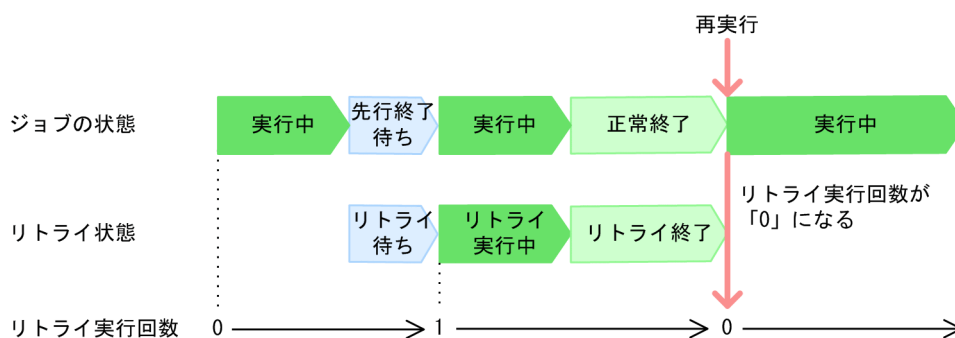 再実行
ジョブの状態
実行中
先行終了
待ち
実行中
正常終了
実行中
リトライ実行回数が
「0」になる
リトライ状態
リトライ
待ち
リトライ
実行中
リトライ終了
リトライ実行回数
0
1
0